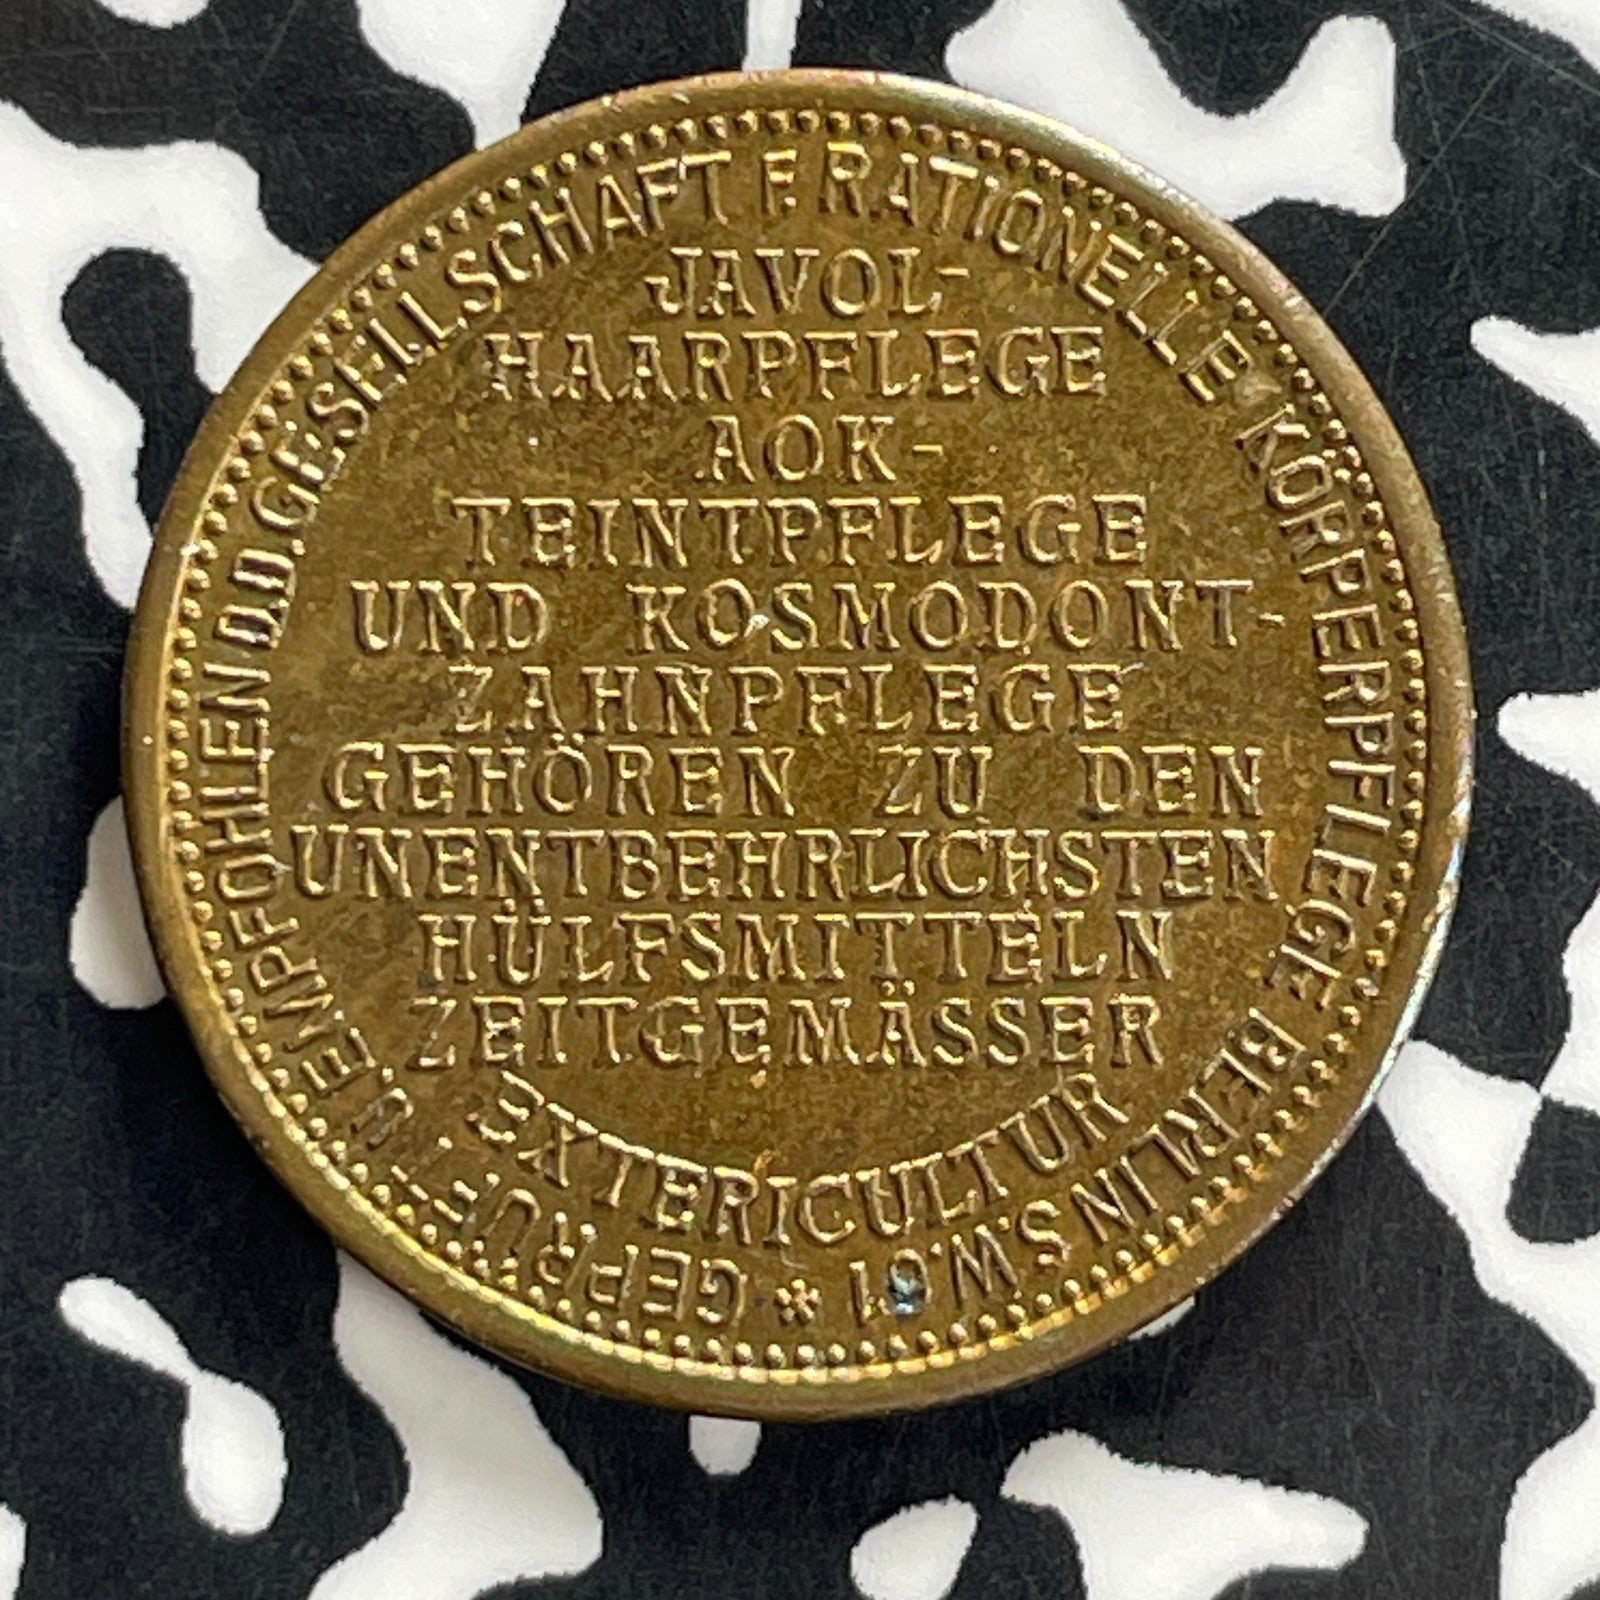 GEPRÜFT U. EMPFOHLEN D.D. GESELLSCHAFT F. RATIONELLE KÖRPERPFLEGE BERLIN S.W. 61 *
JAVOL-
HAARPFLEGE
AOK-
TEINTPFLEGE
UND KOSMODONT-
ZAHNPFLEGE
GEHÖREN ZU DEN
UNENTBEHRLICHSTEN
HÜLFSMITTELN
ZEITGEMÄSSER
EXTERICULTUR